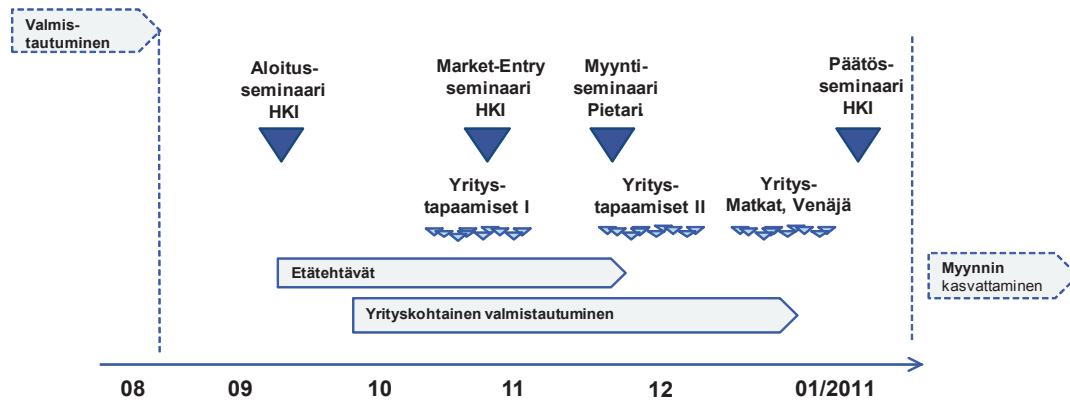 Valmis-
tautuminen
Aloitus-
seminaari
HKI
Market-Entry
seminaari
HKI
Myynti-
seminaari
Pietari.
Päätös-
seminaari
HKI
Yritys-
tapaamiset I
Yritys-
tapaamiset II
Yritys-
Matkat, Venäjä
Etätehtävät
Yrityskohtainen valmistautuminen
Myynnin
kasvattaminen
08 09 10 11 12 01/2011